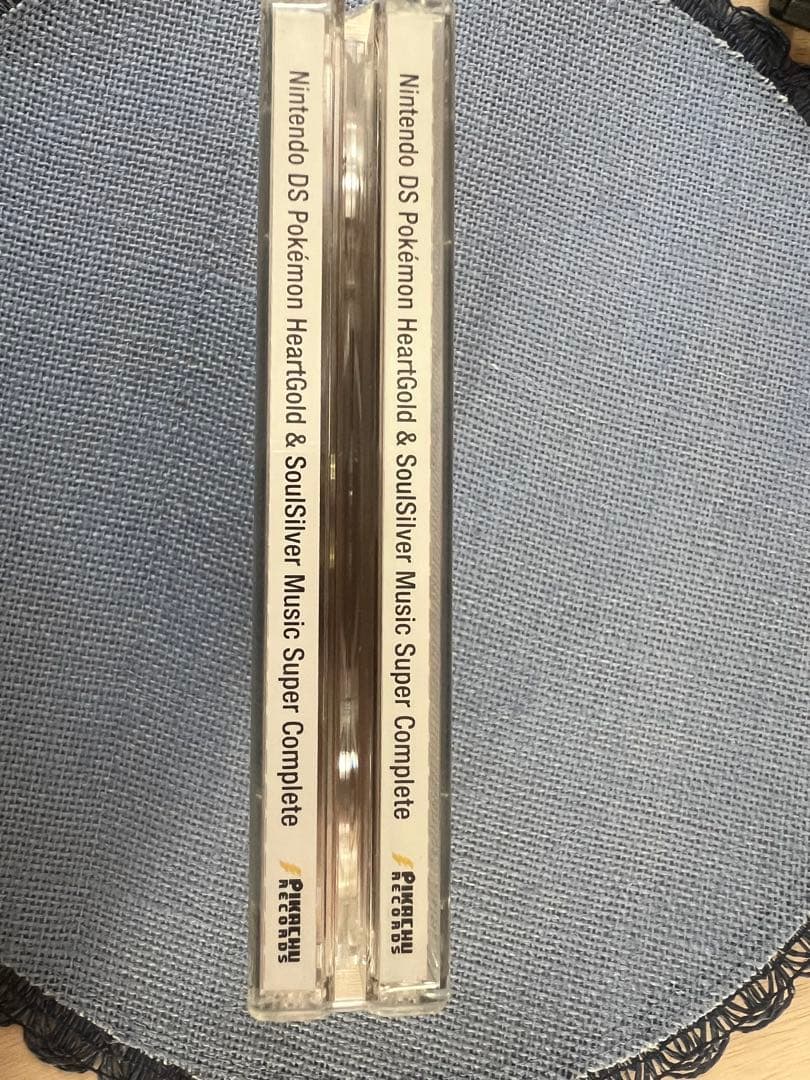 Nintendo DS Pokémon HeartGold & SoulSilver Music Super Complete
PIKACHU
RECORDS
Nintendo DS Pokémon HeartGold & SoulSilver Music Super Complete
PIKACHU
RECORDS